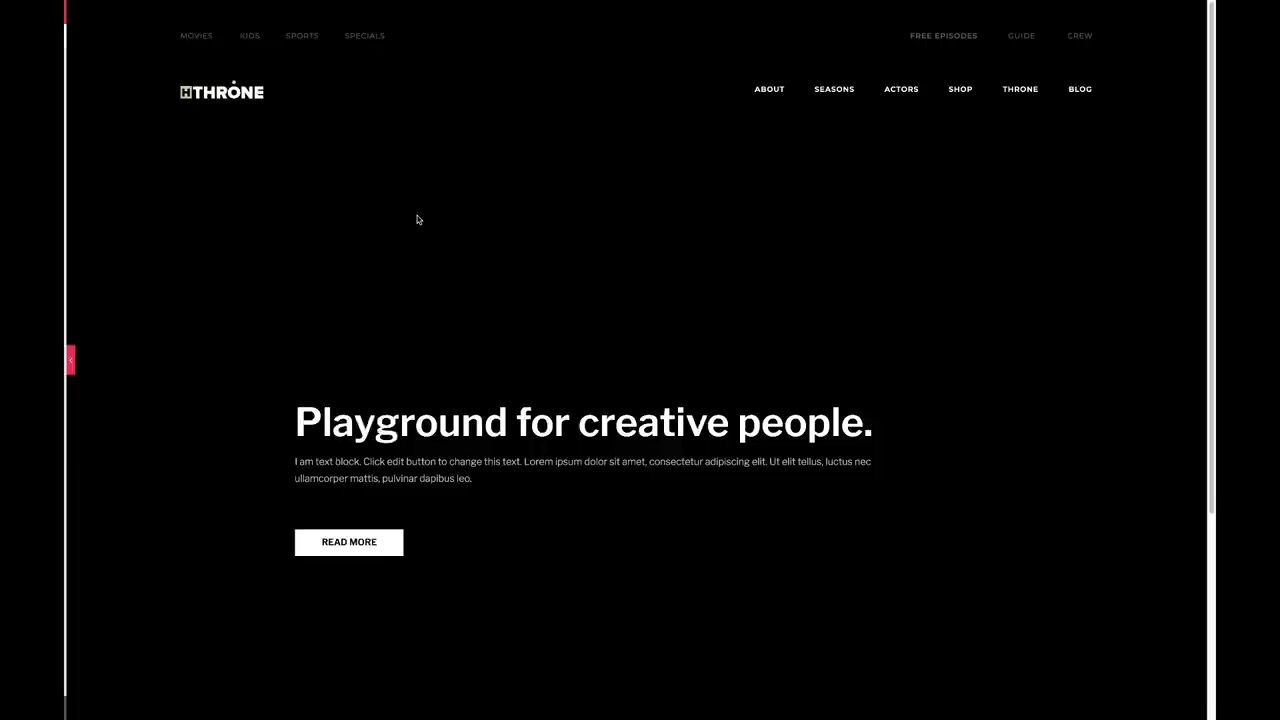 MOVIES KIDS SPORTS SPECIALS FREE EPISODES GUIDE CREW
HTHRONE ABOUT SEASONS ACTORS SHOP THRONE BLOG
Playground for creative people.
I am text block. Click edit button to change this text. Lorem ipsum dolor sit amet, consectetur adipiscing elit. Ut elit tellus, luctus nec
ullamcorper mattis, pulvinar dapibus leo.
READ MORE